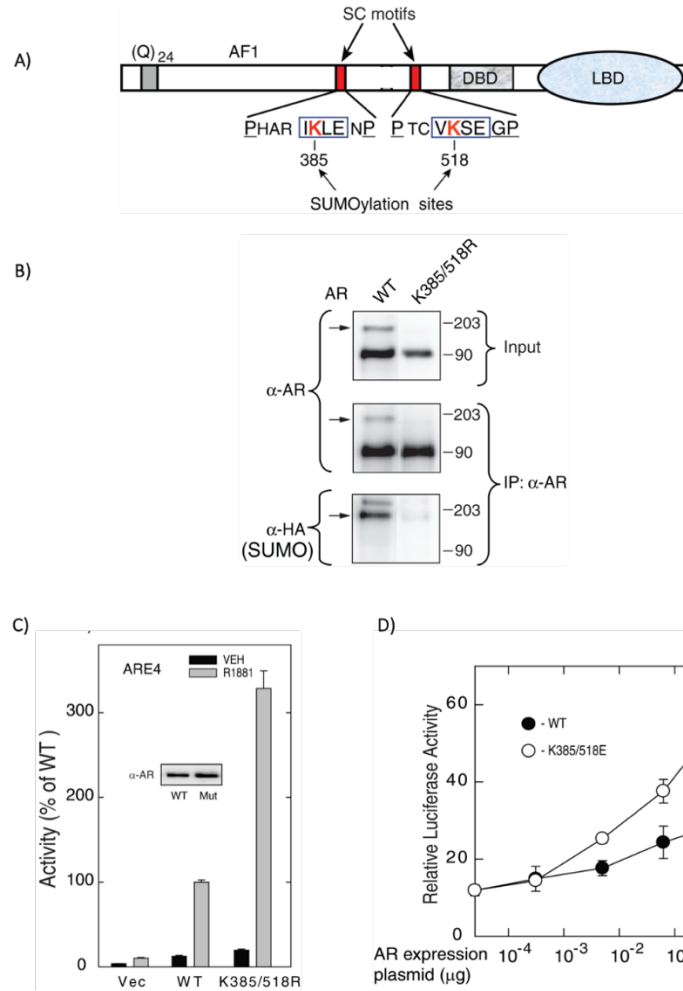 A)
SC motifs
(Q)24 AF1
DBD LBD
PHAR IKLE NP P TC VKSE GP
385 518
SUMOylation sites
B)
AR WT K385/518R
α-AR
-203
-90
Input
-203
-90
IP: α-AR
α-HA
(SUMO)
-203
-90
C)
ARE4
VEH
R1881
Activity (% of WT)
300
200
100
0
α-AR
WT Mut
Vec WT K385/518R
D)
Relative Luciferase Activity
60
40
20
0
- WT
- K385/518E
AR expression
plasmid (μg)
10-4 10-3 10-2